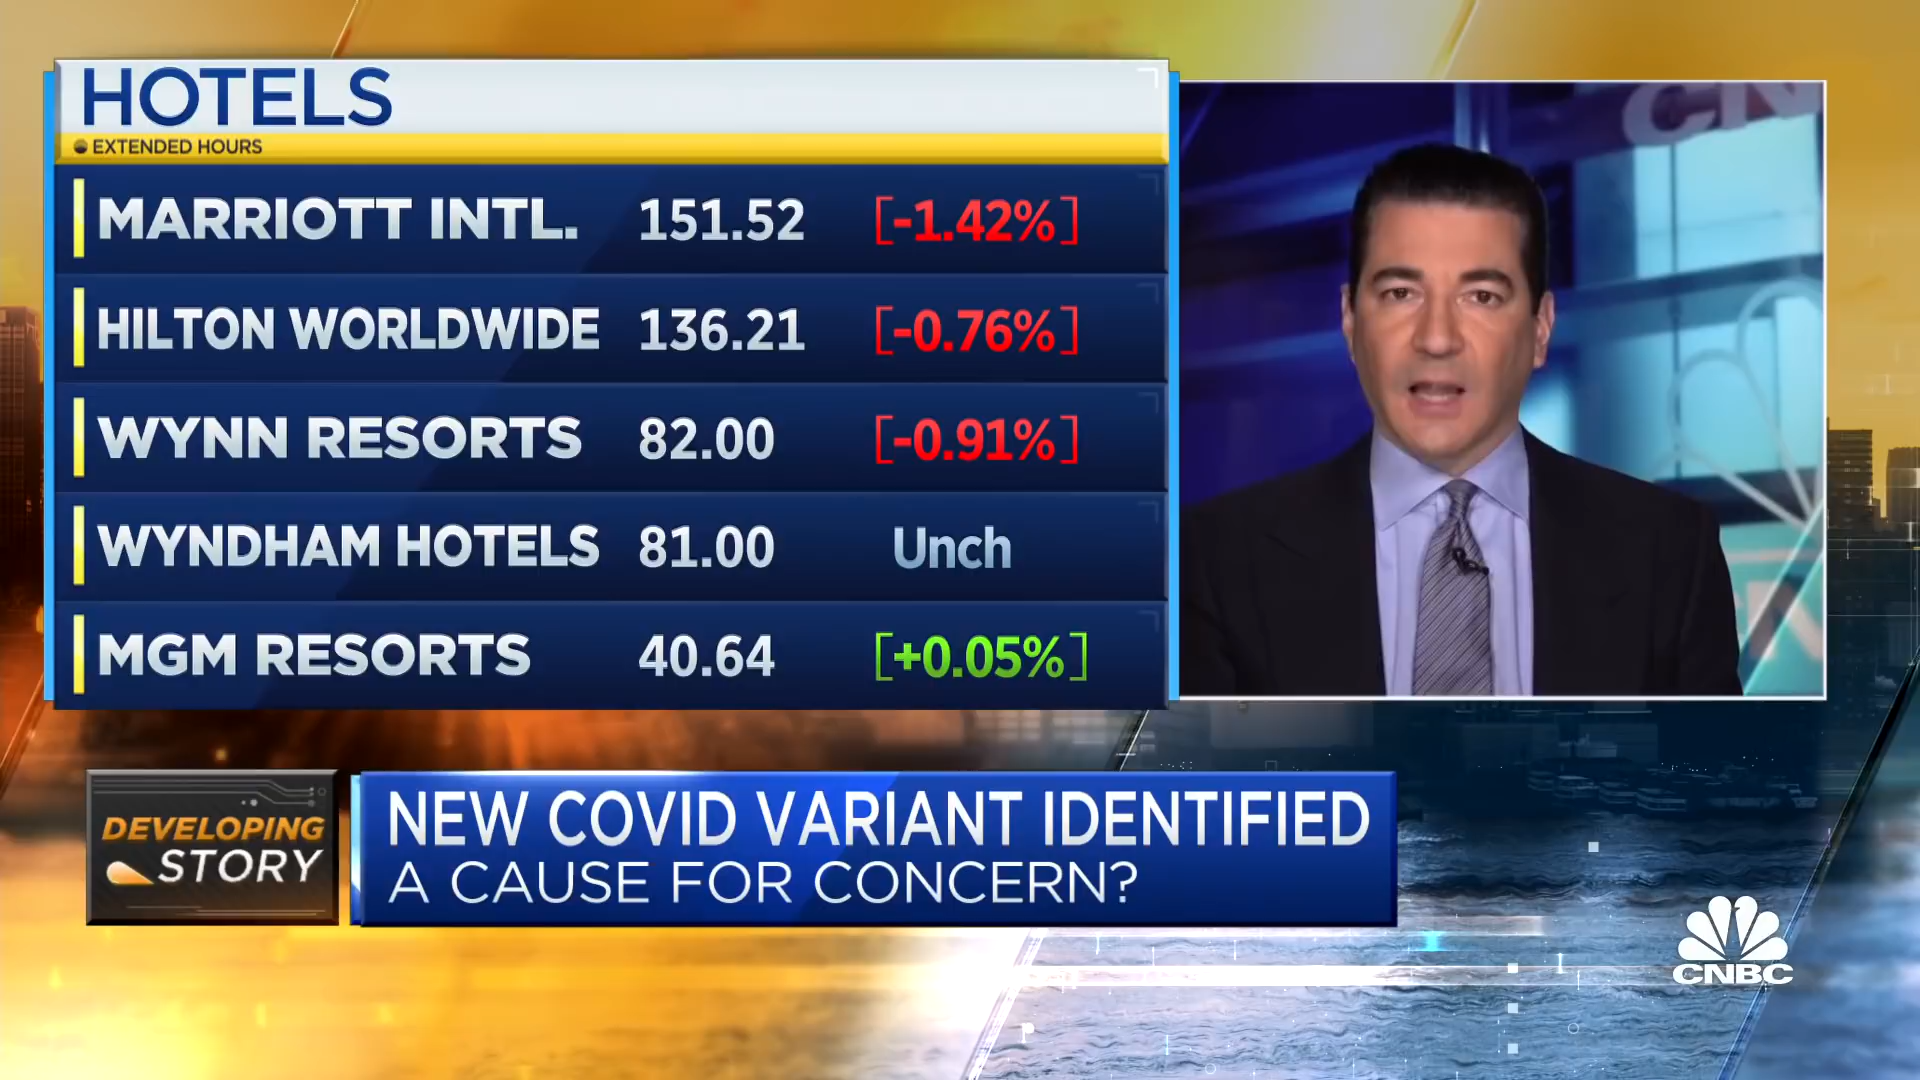 HOTELS
EXTENDED HOURS
MARRIOTT INTL. 151.52 [-1.42%]
HILTON WORLDWIDE 136.21 [-0.76%]
WYNN RESORTS 82.00 [-0.91%]
WYNDHAM HOTELS 81.00 Unch
MGM RESORTS 40.64 [+0.05%]
DEVELOPING
STORY
NEW COVID VARIANT IDENTIFIED
A CAUSE FOR CONCERN?
CNBC